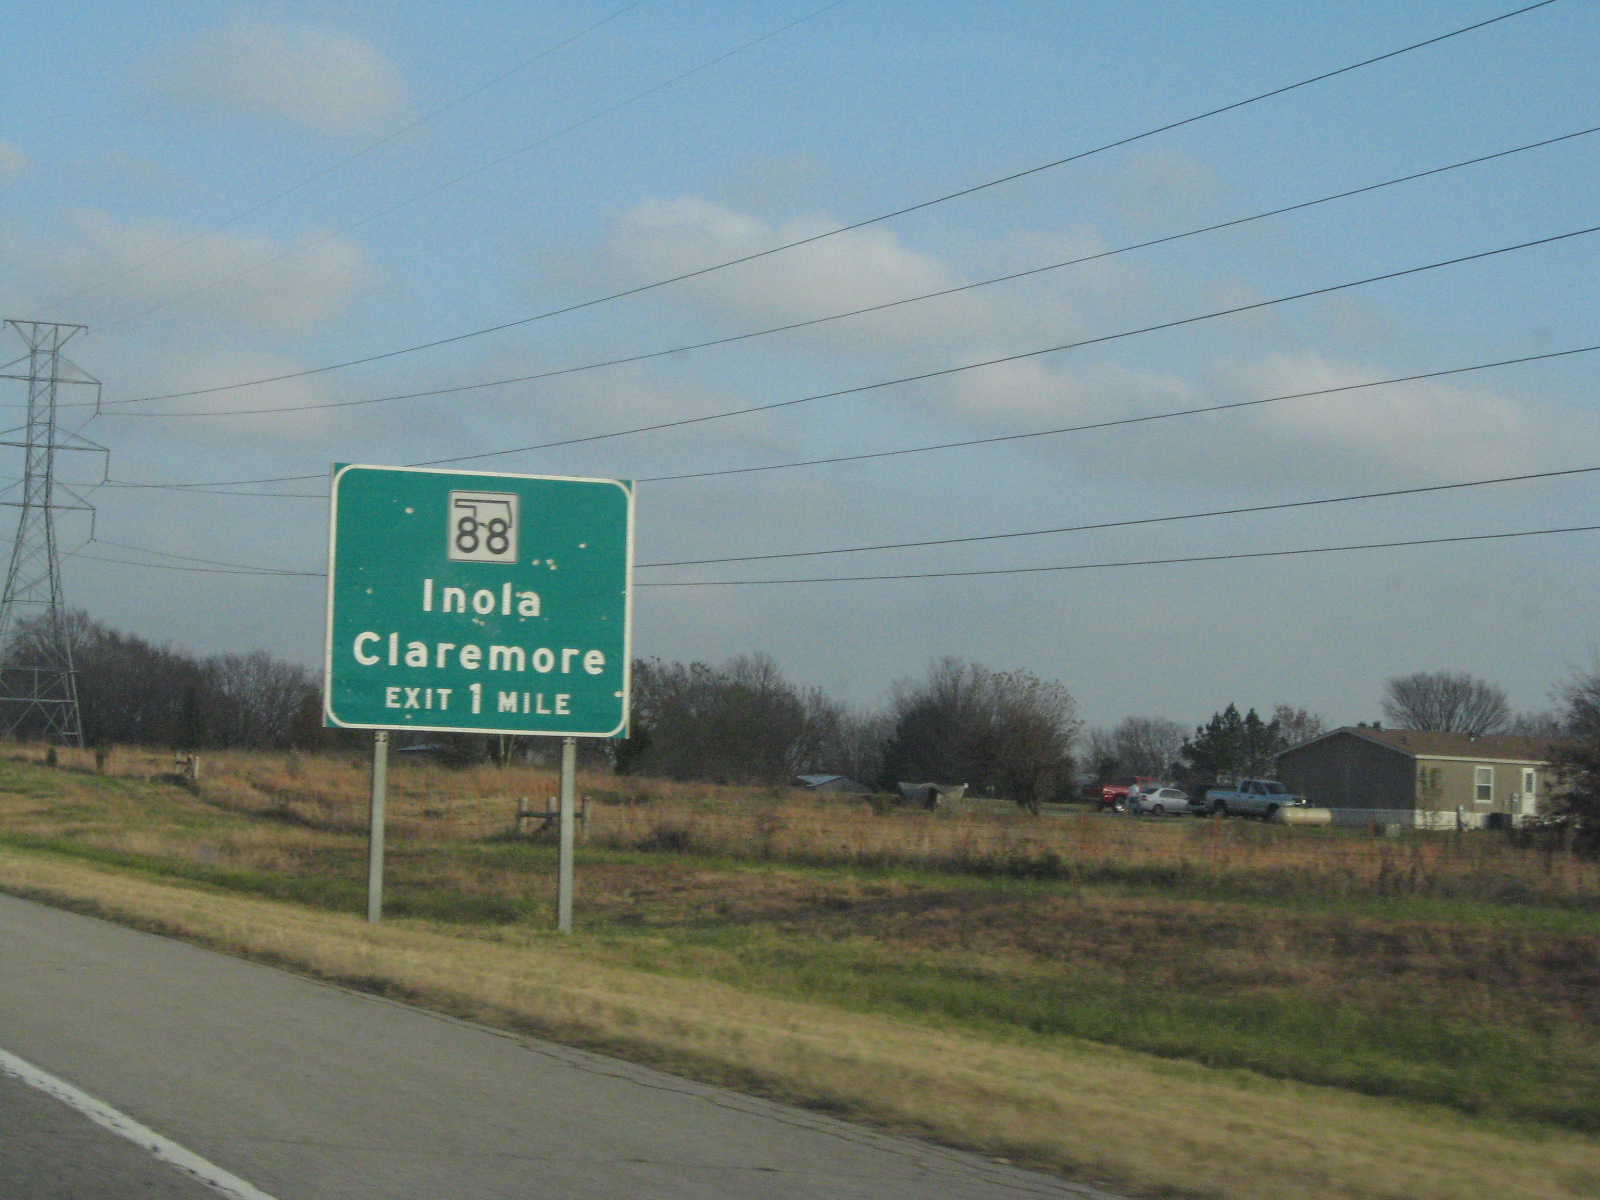 88
Inola
Claremore
EXIT 1 MILE